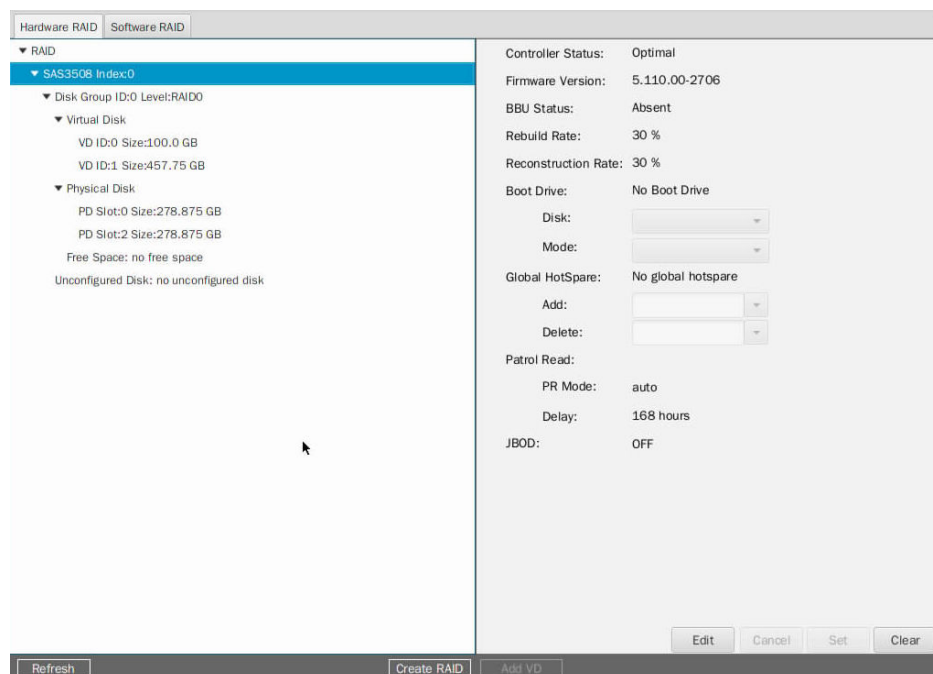 Hardware RAID Software RAID
RAID
SAS3508 Index:0
Disk Group ID:0 Level:RAID0
Virtual Disk
VD ID:0 Size:100.0 GB
VD ID:1 Size:457.75 GB
Physical Disk
PD Slot:0 Size:278.875 GB
PD Slot:2 Size:278.875 GB
Free Space: no free space
Unconfigured Disk: no unconfigured disk
Controller Status: Optimal
Firmware Version: 5.110.00-2706
BBU Status: Absent
Rebuild Rate: 30 %
Reconstruction Rate: 30 %
Boot Drive: No Boot Drive
Disk:
Mode:
Global HotSpare: No global hotspare
Add:
Delete:
Patrol Read:
PR Mode: auto
Delay: 168 hours
JBOD: OFF
Edit Cancel Set Clear
Refresh Create RAID Add VD